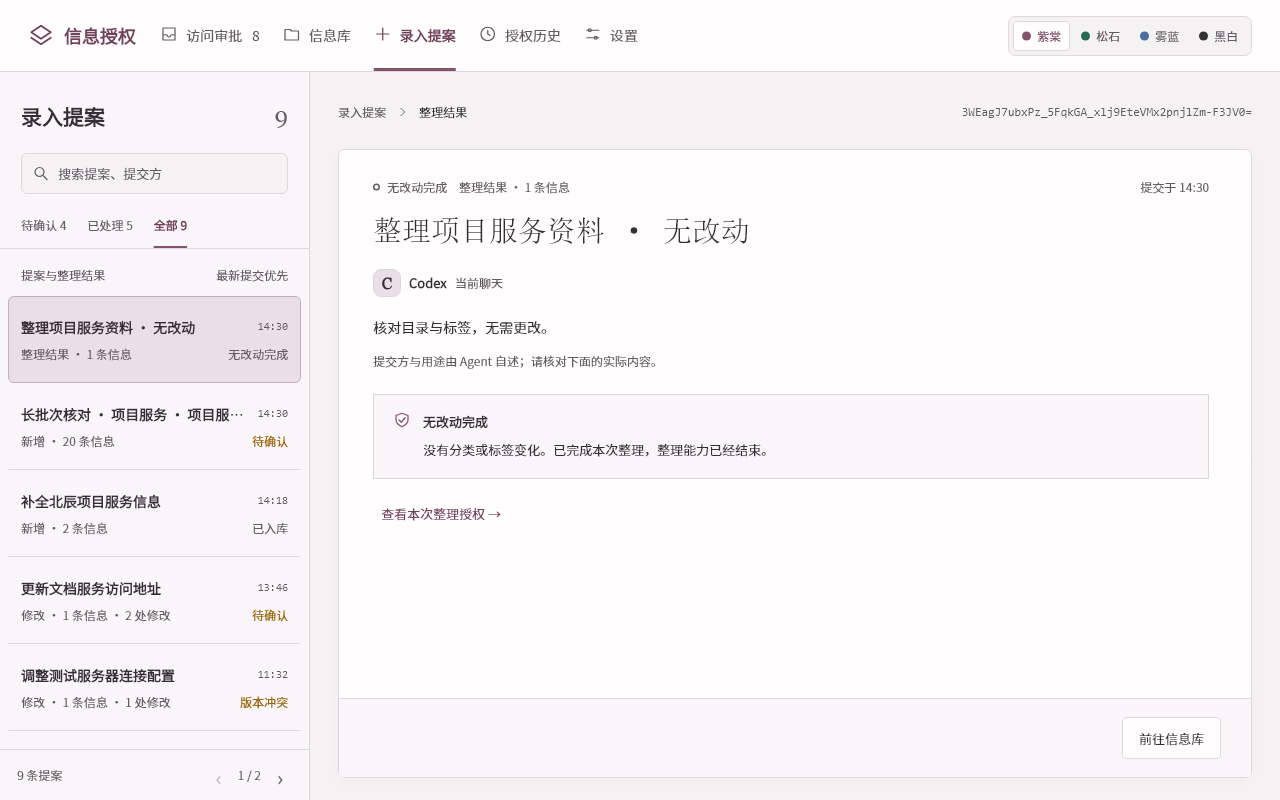 信息授权
访问审批 8
信息库
录入提案
授权历史
设置
紫棠
松石
雾蓝
黑白
录入提案 9
搜索提案、提交方
待确认 4
已处理 5
全部 9
提案与整理结果 最新提交优先
整理项目服务资料 · 无改动 14:30
整理结果 · 1 条信息 无改动完成
长批次核对 · 项目服务 · 项目服… 14:30
新增 · 20 条信息 待确认
补全北辰项目服务信息 14:18
新增 · 2 条信息 已入库
更新文档服务访问地址 13:46
修改 · 1 条信息 · 2 处修改 待确认
调整测试服务器连接配置 11:32
修改 · 1 条信息 · 1 处修改 版本冲突
9 条提案 ‹ 1 / 2 ›
录入提案 > 整理结果
3WEagJ7ubxPz_5FqkGA_xlj9EteVMx2pnjlZm-F3JV0=
无改动完成 整理结果 · 1 条信息 提交于 14:30
整理项目服务资料 · 无改动
C Codex 当前聊天
核对目录与标签，无需更改。
提交方与用途由 Agent 自述；请核对下面的实际内容。
无改动完成
没有分类或标签变化。已完成本次整理，整理能力已经结束。
查看本次整理授权 →
前往信息库